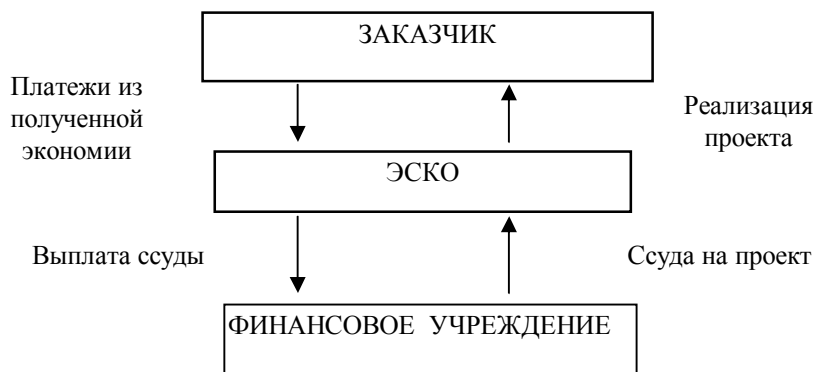 ЗАКАЗЧИК
Платежи из
полученной
экономии
Реализация
проекта
ЭСКО
Выплата ссуды
Ссуда на проект
ФИНАНСОВОЕ УЧРЕЖДЕНИЕ